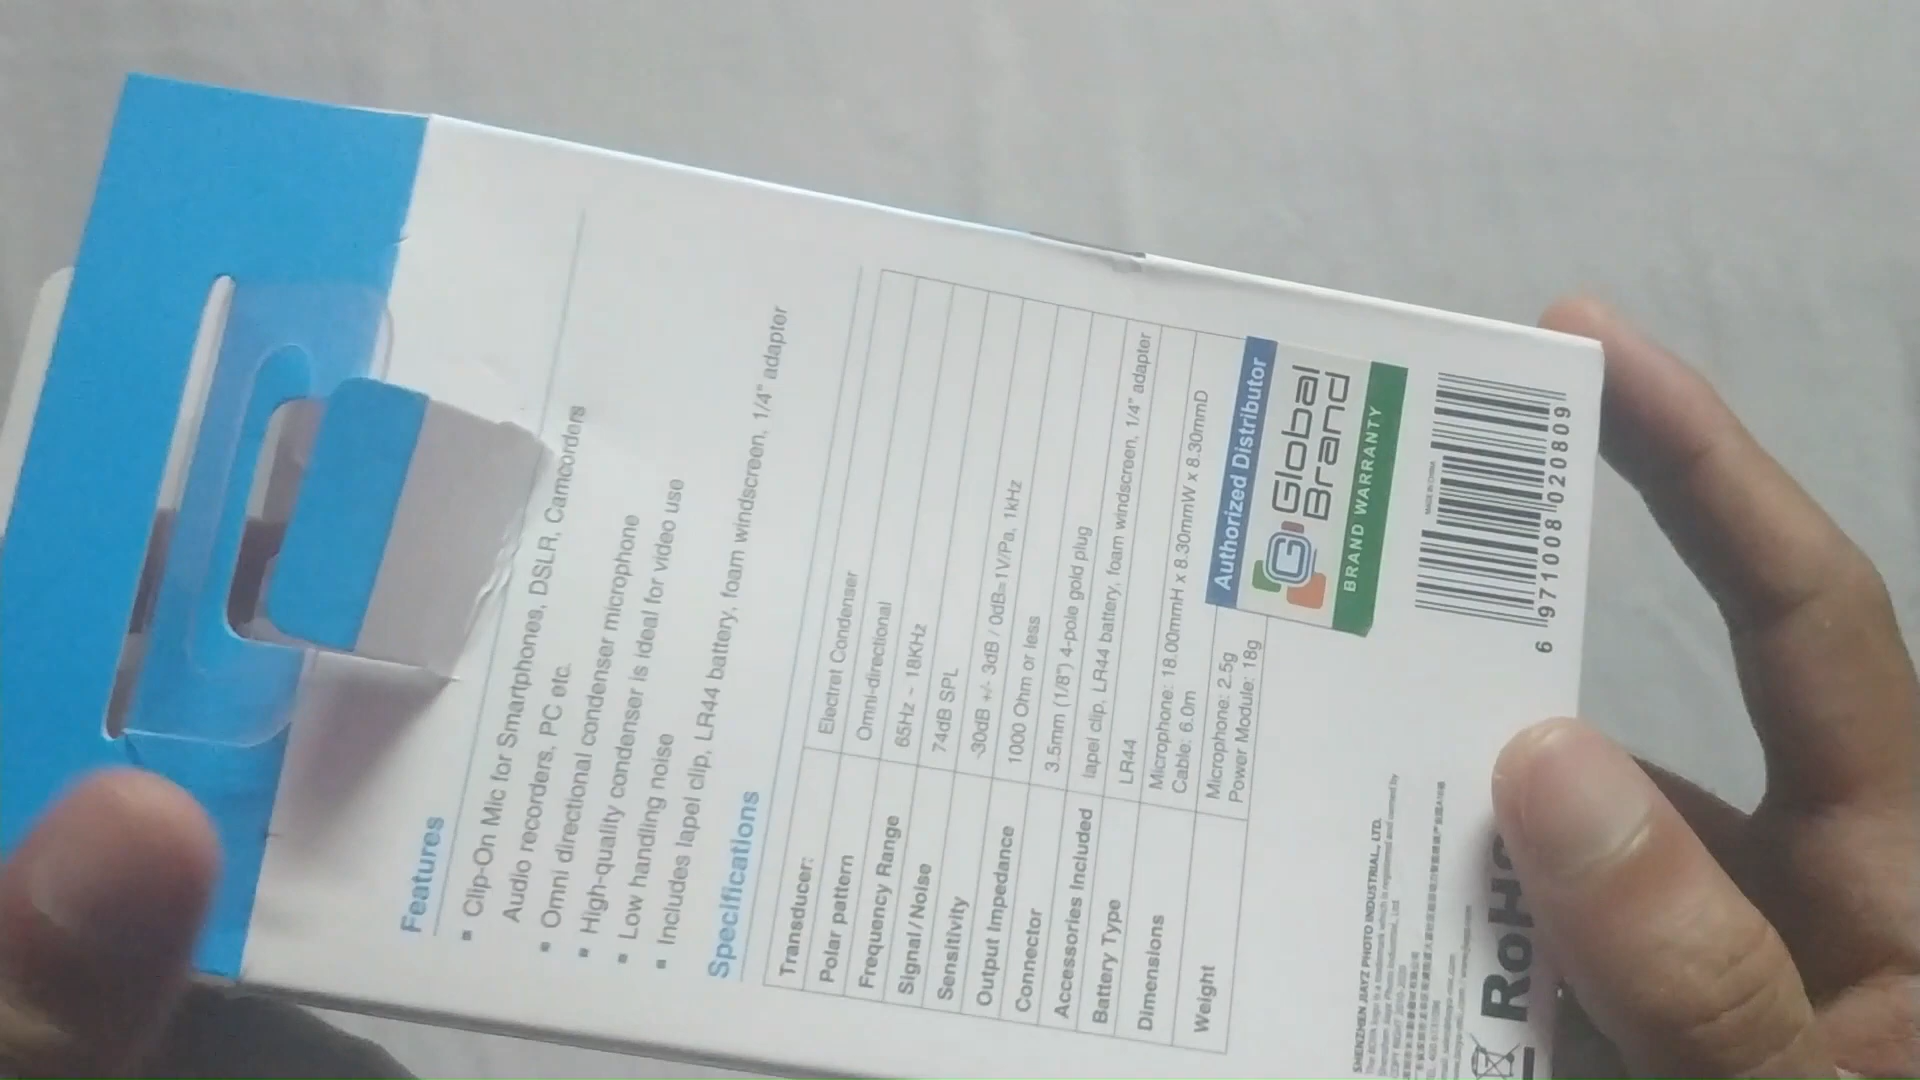 Features
▪ Clip-On Mic for Smartphones, DSLR, Camcorders
Audio recorders, PC etc.
▪ Omni directional condenser microphone
▪ High-quality condenser is ideal for video use
▪ Low handling noise
▪ Includes lapel clip, LR44 battery, foam windscreen, 1/4" adaptor
Specifications
Transducer: Electret Condenser
Polar pattern Omni-directional
Frequency Range 65Hz ~ 18KHz
Signal / Noise 74dB SPL
Sensitivity -30dB +/- 3dB / 0dB=1V/Pa, 1kHz
Output Impedance 1000 Ohm or less
Connector 3.5mm (1/8") 4-pole gold plug
Accessories Included lapel clip, LR44 battery, foam windscreen, 1/4" adapter
Battery Type LR44
Dimensions Microphone: 18.00mmH x 8.30mmW x 8.30mmD
Cable: 6.0m
Weight Microphone: 2.5g
Power Module: 18g
Authorized Distributor
Global
Brand
BRAND WARRANTY
MADE IN CHINA
6 971008 020809
SHENZHEN JIAYZ PHOTO INDUSTRIAL, LTD.
RoHS